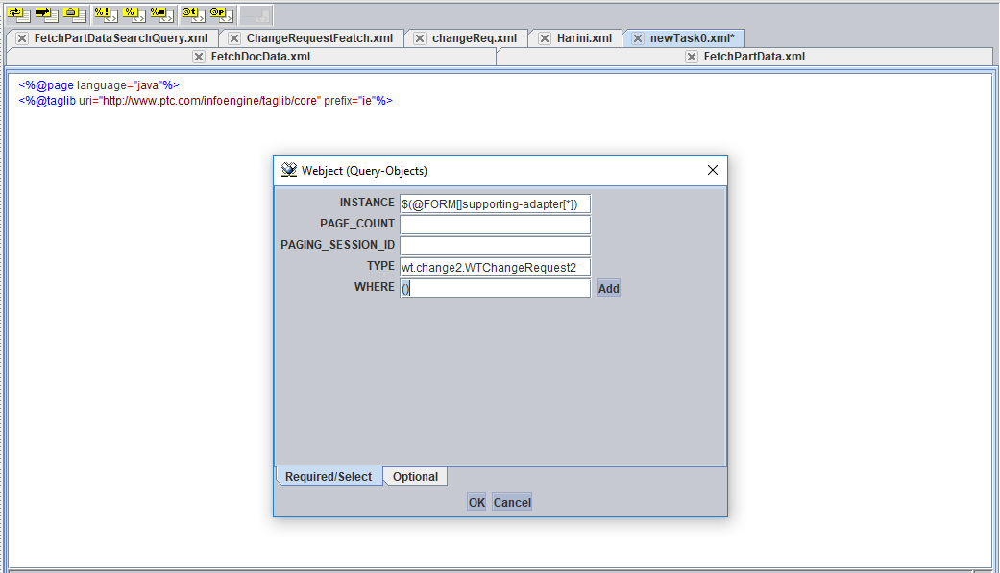 %! % %= @t @p
FetchPartDataSearchQuery.xml ChangeRequestFeatch.xml changeReq.xml Harini.xml newTask0.xml*
FetchDocData.xml FetchPartData.xml
<%@page language="java"%>
<%@taglib uri="http://www.ptc.com/infoengine/taglib/core" prefix="ie"%>
Webject (Query-Objects)
INSTANCE $(@FORM[]supporting-adapter[*])
PAGE_COUNT
PAGING_SESSION_ID
TYPE wt.change2.WTChangeRequest2
WHERE () Add
Required/Select Optional
OK Cancel